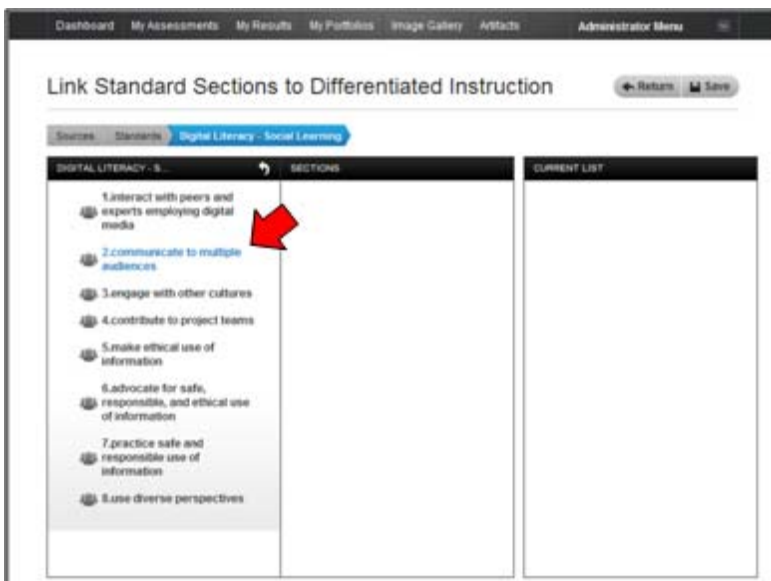 Dashboard My Assessments My Results My Portfolios Image Gallery Artifacts Administrator Menu
Link Standard Sections to Differentiated Instruction
Return Save
Sources Standards Digital Literacy - Social Learning
DIGITAL LITERACY - S... SECTIONS CURRENT LIST
1.interact with peers and
experts employing digital
media
2.communicate to multiple
audiences
3.engage with other cultures
4.contribute to project teams
5.make ethical use of
information
6.advocate for safe,
responsible, and ethical use
of information
7.practice safe and
responsible use of
information
8.use diverse perspectives